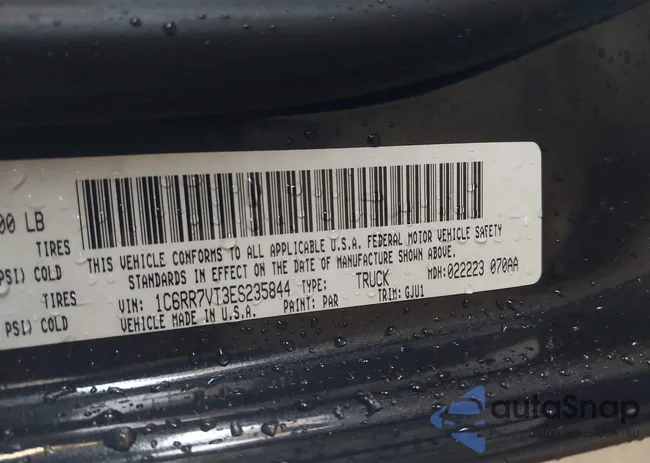 00 LB
TIRES
THIS VEHICLE CONFORMS TO ALL APPLICABLE U.S.A. FEDERAL MOTOR VEHICLE SAFETY
PSI) COLD
STANDARDS IN EFFECT ON THE DATE OF MANUFACTURE SHOWN ABOVE.
TIRES
VIN: 1C6RR7VT3ES235844 TYPE: TRUCK MDH:022223 070AA
PSI) COLD
VEHICLE MADE IN U.S.A. PAINT: PAR TRIM: GJU1
autoSnap